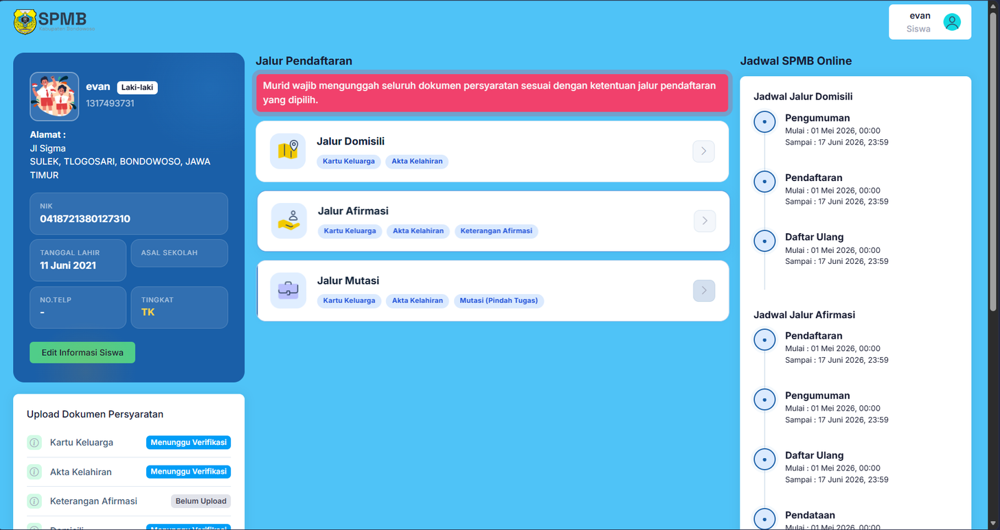 SPMB
Kabupaten Bondowoso
evan
Siswa
evan
Laki-laki
1317493731
Alamat :
Jl Sigma
SULEK, TLOGOSARI, BONDOWOSO, JAWA
TIMUR
NIK
0418721380127310
TANGGAL LAHIR
11 Juni 2021
ASAL SEKOLAH
NO.TELP
-
TINGKAT
TK
Edit Informasi Siswa
Upload Dokumen Persyaratan
Kartu Keluarga
Menunggu Verifikasi
Akta Kelahiran
Menunggu Verifikasi
Keterangan Afirmasi
Belum Upload
Domisili
Menunggu Verifikasi
Jalur Pendaftaran
Murid wajib mengunggah seluruh dokumen persyaratan sesuai dengan ketentuan jalur pendaftaran
yang dipilih.
Jalur Domisili
Kartu Keluarga
Akta Kelahiran
Jalur Afirmasi
Kartu Keluarga
Akta Kelahiran
Keterangan Afirmasi
Jalur Mutasi
Kartu Keluarga
Akta Kelahiran
Mutasi (Pindah Tugas)
Jadwal SPMB Online
Jadwal Jalur Domisili
Pengumuman
Mulai : 01 Mei 2026, 00:00
Sampai : 17 Juni 2026, 23:59
Pendaftaran
Mulai : 01 Mei 2026, 00:00
Sampai : 17 Juni 2026, 23:59
Daftar Ulang
Mulai : 01 Mei 2026, 00:00
Sampai : 17 Juni 2026, 23:59
Jadwal Jalur Afirmasi
Pendaftaran
Mulai : 01 Mei 2026, 00:00
Sampai : 17 Juni 2026, 23:59
Pengumuman
Mulai : 01 Mei 2026, 00:00
Sampai : 17 Juni 2026, 23:59
Daftar Ulang
Mulai : 01 Mei 2026, 00:00
Sampai : 17 Juni 2026, 23:59
Pendataan
Mulai : 01 Mei 2026, 00:00